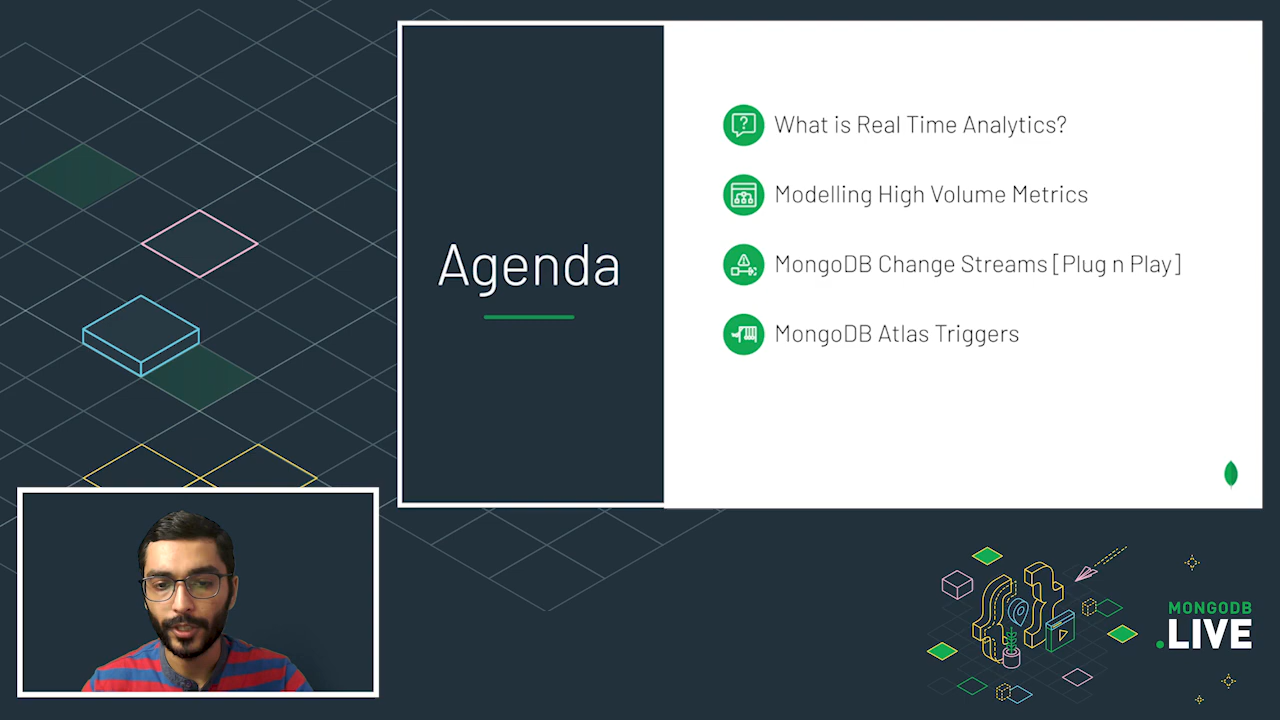 Agenda
What is Real Time Analytics?
Modelling High Volume Metrics
MongoDB Change Streams [Plug n Play]
MongoDB Atlas Triggers
MONGODB
.LIVE